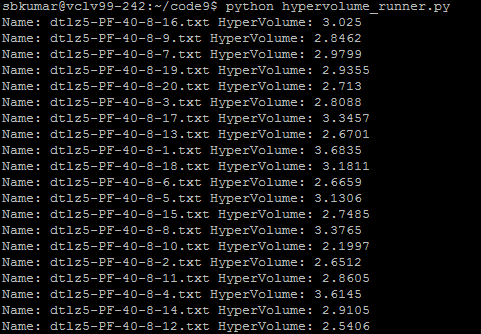 sbkumar@vclv99-242:~/code9$ python hypervolume_runner.py
Name: dtlz5-PF-40-8-16.txt HyperVolume: 3.025
Name: dtlz5-PF-40-8-9.txt HyperVolume: 2.8462
Name: dtlz5-PF-40-8-7.txt HyperVolume: 2.9799
Name: dtlz5-PF-40-8-19.txt HyperVolume: 2.9355
Name: dtlz5-PF-40-8-20.txt HyperVolume: 2.713
Name: dtlz5-PF-40-8-3.txt HyperVolume: 2.8088
Name: dtlz5-PF-40-8-17.txt HyperVolume: 3.3457
Name: dtlz5-PF-40-8-13.txt HyperVolume: 2.6701
Name: dtlz5-PF-40-8-1.txt HyperVolume: 3.6835
Name: dtlz5-PF-40-8-18.txt HyperVolume: 3.1811
Name: dtlz5-PF-40-8-6.txt HyperVolume: 2.6659
Name: dtlz5-PF-40-8-5.txt HyperVolume: 3.1306
Name: dtlz5-PF-40-8-15.txt HyperVolume: 2.7485
Name: dtlz5-PF-40-8-8.txt HyperVolume: 3.3765
Name: dtlz5-PF-40-8-10.txt HyperVolume: 2.1997
Name: dtlz5-PF-40-8-2.txt HyperVolume: 2.6512
Name: dtlz5-PF-40-8-11.txt HyperVolume: 2.8605
Name: dtlz5-PF-40-8-4.txt HyperVolume: 3.6145
Name: dtlz5-PF-40-8-14.txt HyperVolume: 2.9105
Name: dtlz5-PF-40-8-12.txt HyperVolume: 2.5406